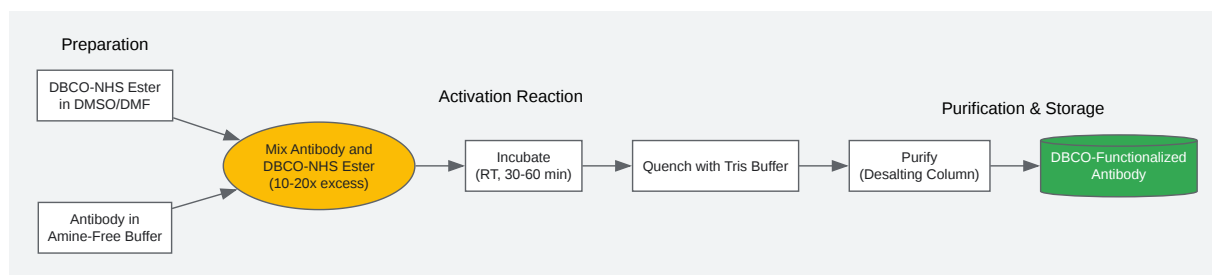 Preparation
DBCO-NHS Ester
in DMSO/DMF
Antibody in
Amine-Free Buffer
Mix Antibody and
DBCO-NHS Ester
(10-20x excess)
Activation Reaction
Incubate
(RT, 30-60 min)
Quench with Tris Buffer
Purification & Storage
Purify
(Desalting Column)
DBCO-Functionalized
Antibody